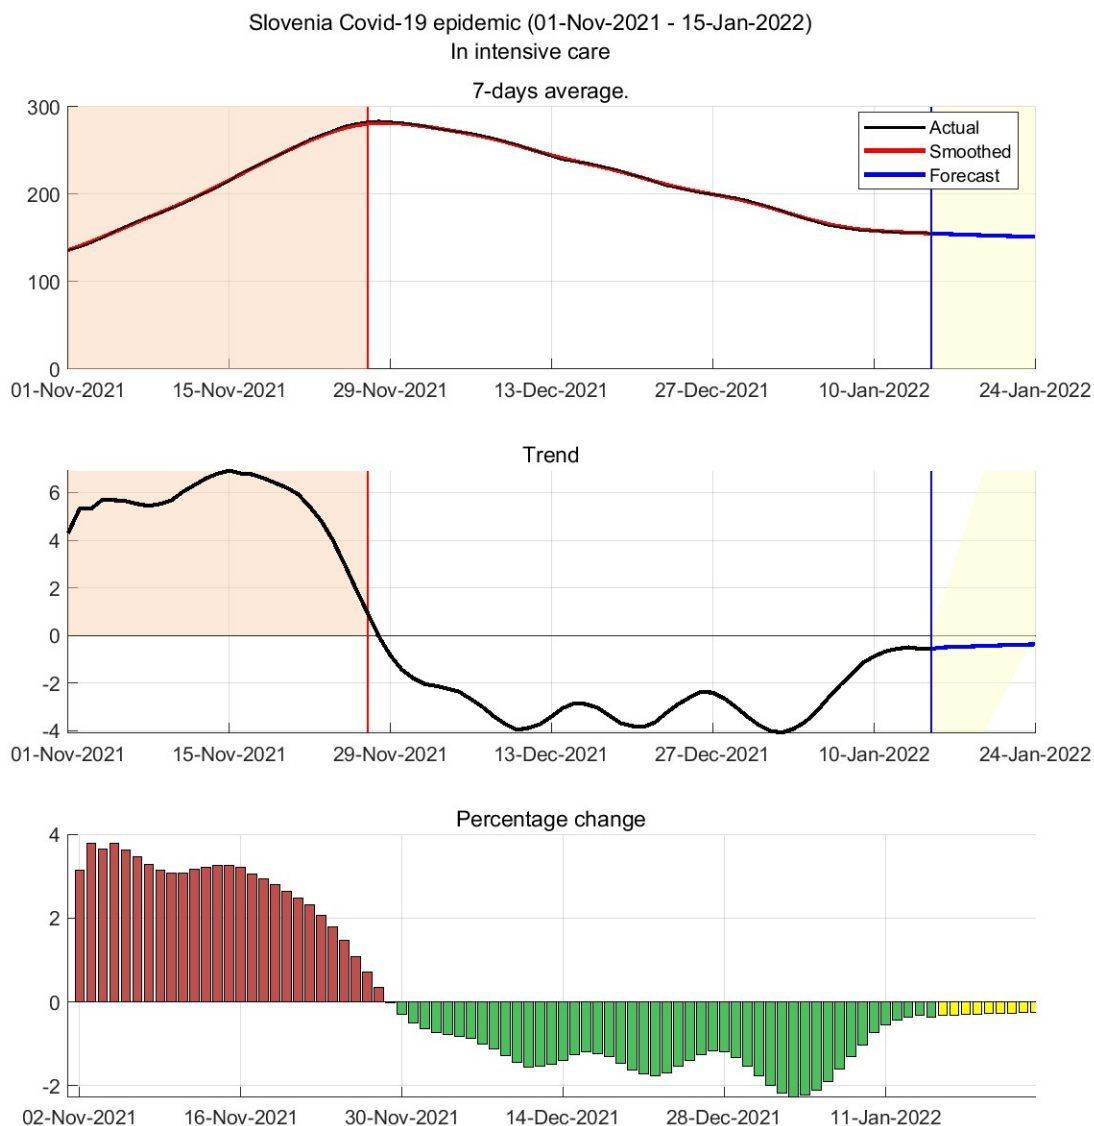 Slovenia Covid-19 epidemic (01-Nov-2021 - 15-Jan-2022)
In intensive care
7-days average.
300
200
100
0
Actual
Smoothed
Forecast
01-Nov-2021 15-Nov-2021 29-Nov-2021 13-Dec-2021 27-Dec-2021 10-Jan-2022 24-Jan-2022
Trend
6
4
2
0
-2
-4
01-Nov-2021 15-Nov-2021 29-Nov-2021 13-Dec-2021 27-Dec-2021 10-Jan-2022 24-Jan-2022
Percentage change
4
2
0
-2
02-Nov-2021 16-Nov-2021 30-Nov-2021 14-Dec-2021 28-Dec-2021 11-Jan-2022